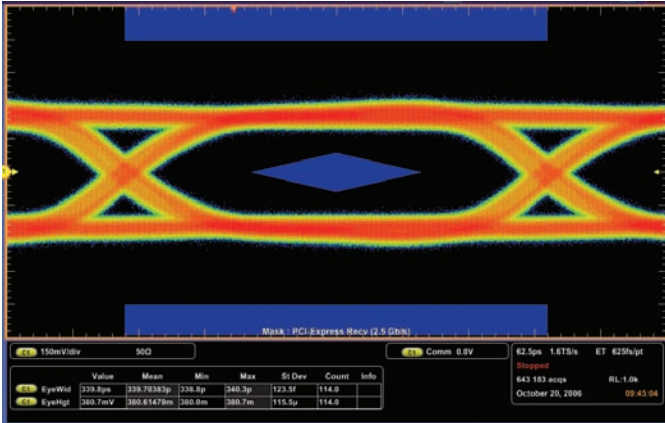 Mask : PCI-Express Recv (2.5 Gb/s)
C1 150mV/div 50Ω C1 Comm 0.0V
62.5ps 1.6TS/s ET 625fs/pt
Stopped
643 183 acqs RL:1.0k
October 20, 2006 09:45:04
Value Mean Min Max St Dev Count Info
C1 EyeWid 339.8ps 339.70383p 338.8p 340.3p 123.5f 114.0
C1 EyeHgt 380.7mV 380.61479m 380.0m 380.7m 115.5µ 114.0